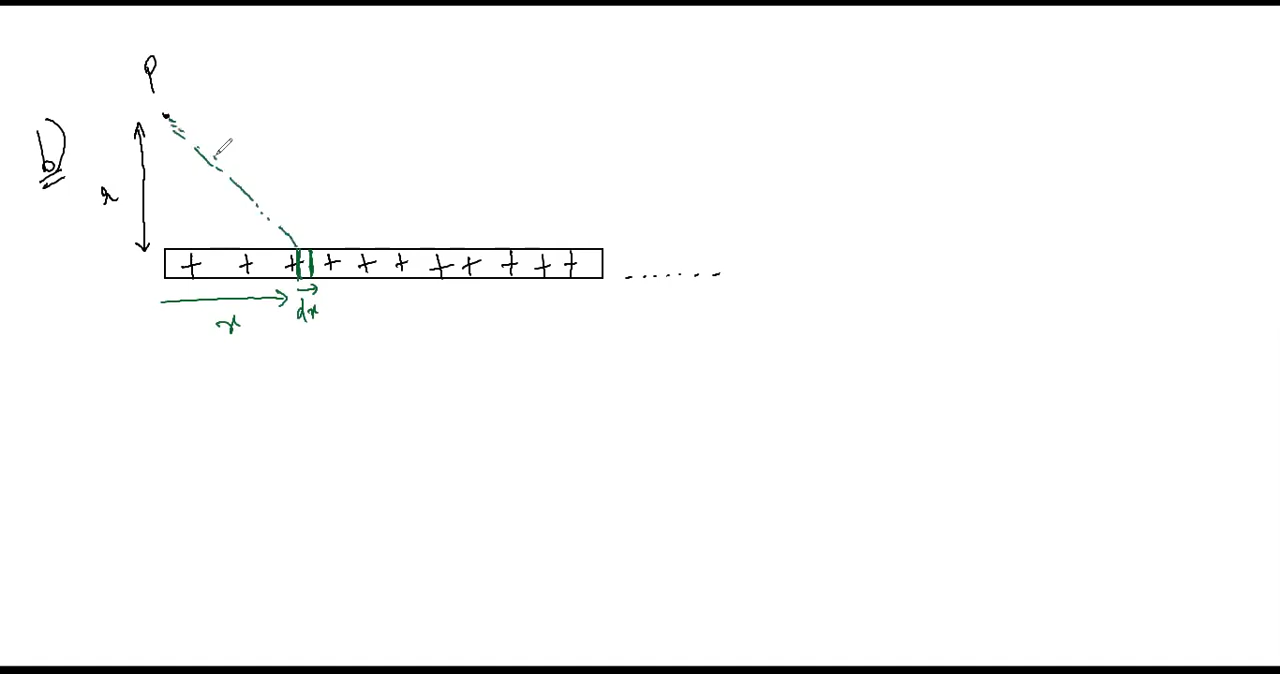 P
b)
r
+ + + + + + + + + + +
.......
x
dx